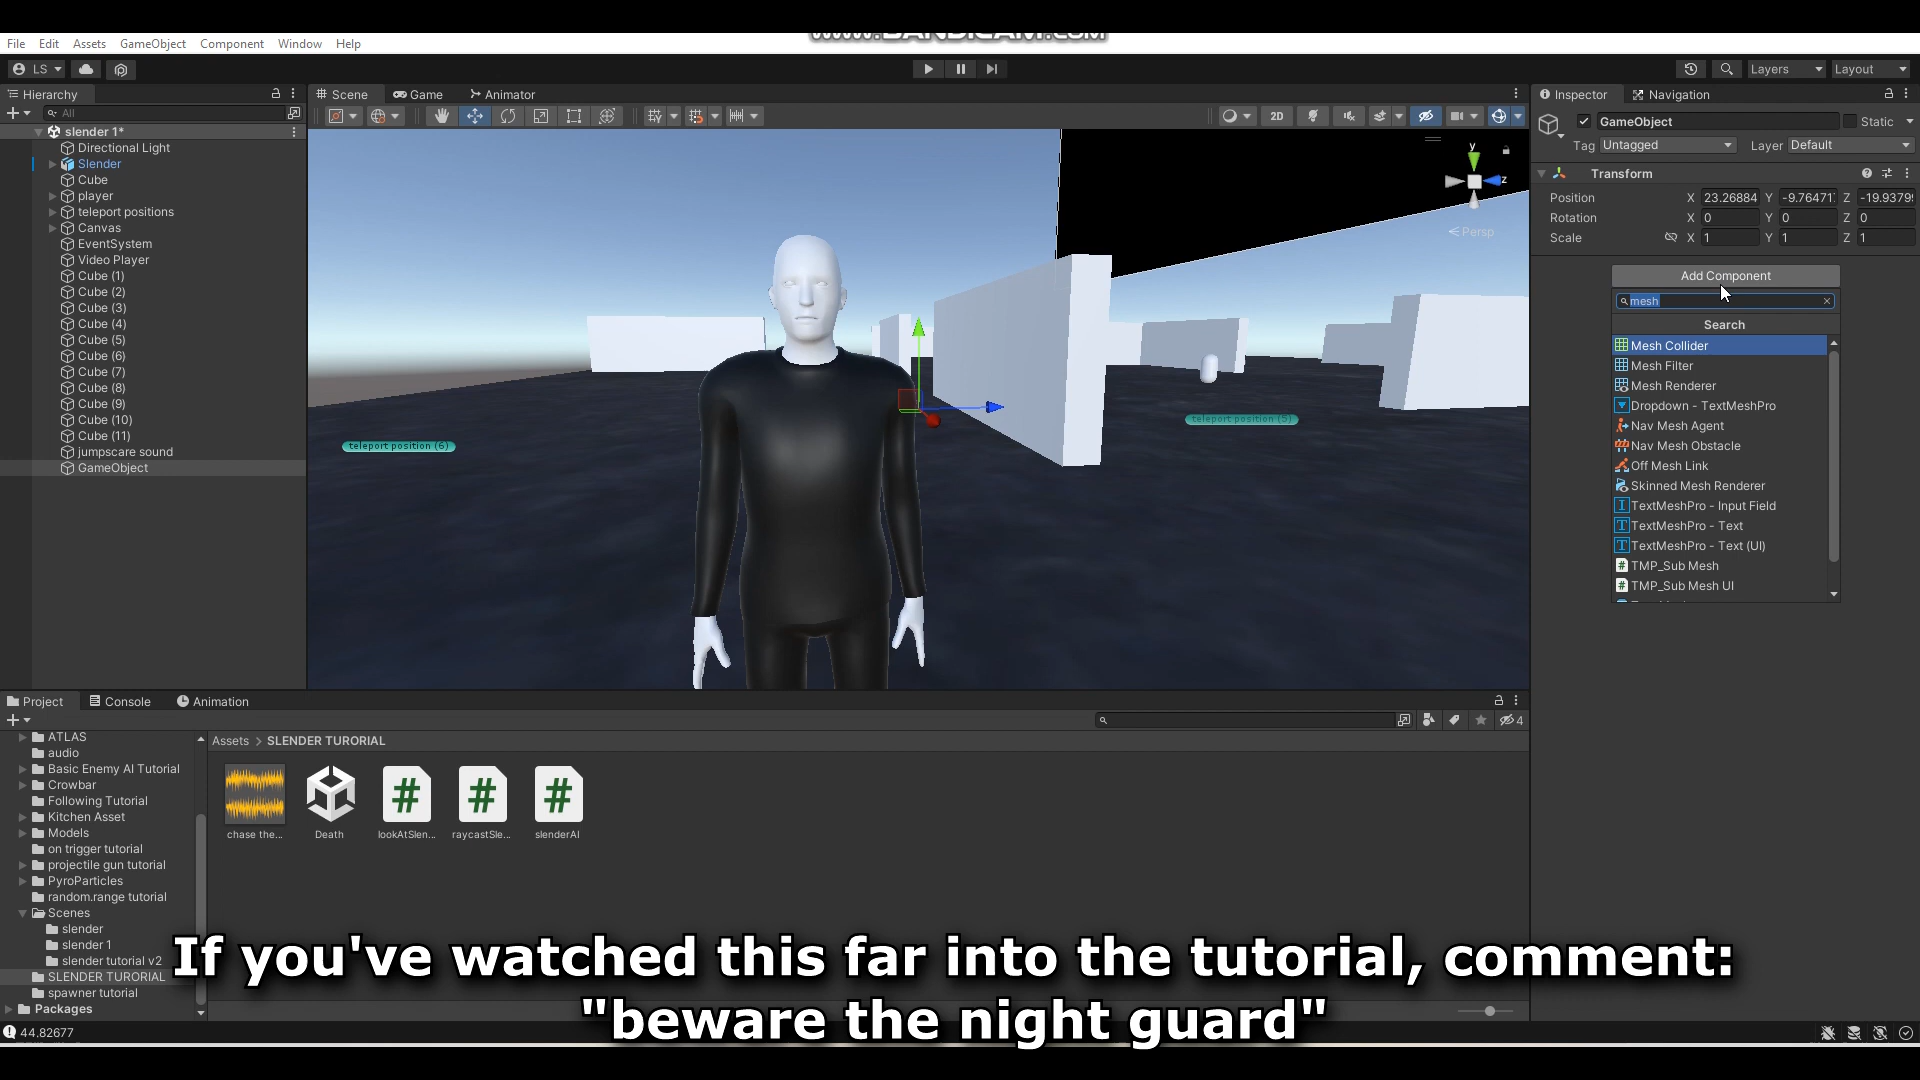 www.BANDICAM.com
File Edit Assets GameObject Component Window Help
LS
Layers Layout
Hierarchy
All
slender 1*
Directional Light
Slender
Cube
player
teleport positions
Canvas
EventSystem
Video Player
Cube (1)
Cube (2)
Cube (3)
Cube (4)
Cube (5)
Cube (6)
Cube (7)
Cube (8)
Cube (9)
Cube (10)
Cube (11)
jumpscare sound
GameObject
Scene Game Animator
2D
y
z
Persp
teleport position (6)
teleport position (5)
Inspector Navigation
GameObject Static
Tag Untagged Layer Default
Transform
Position X 23.26884 Y -9.76471 Z -19.9379
Rotation X 0 Y 0 Z 0
Scale X 1 Y 1 Z 1
Add Component
mesh
Search
Mesh Collider
Mesh Filter
Mesh Renderer
Dropdown - TextMeshPro
Nav Mesh Agent
Nav Mesh Obstacle
Off Mesh Link
Skinned Mesh Renderer
TextMeshPro - Input Field
TextMeshPro - Text
TextMeshPro - Text (UI)
TMP_Sub Mesh
TMP_Sub Mesh UI
Project Console Animation
4
ATLAS
audio
Basic Enemy AI Tutorial
Crowbar
Following Tutorial
Kitchen Asset
Models
on trigger tutorial
projectile gun tutorial
PyroParticles
random.range tutorial
Scenes
slender
slender 1
slender tutorial v2
SLENDER TURORIAL
spawner tutorial
Packages
Assets > SLENDER TURORIAL
chase the... Death lookAtSlen... raycastSle... slenderAI
If you've watched this far into the tutorial, comment:
"beware the night guard"
44.82677